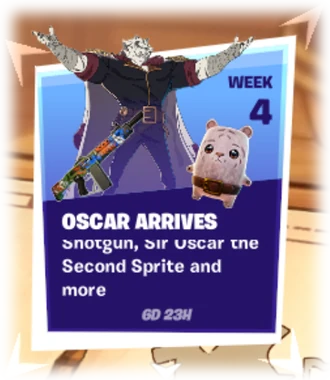 WEEK
4
OSCAR ARRIVES
Shotgun, Sir Oscar the
Second Sprite and
more
6D 23H